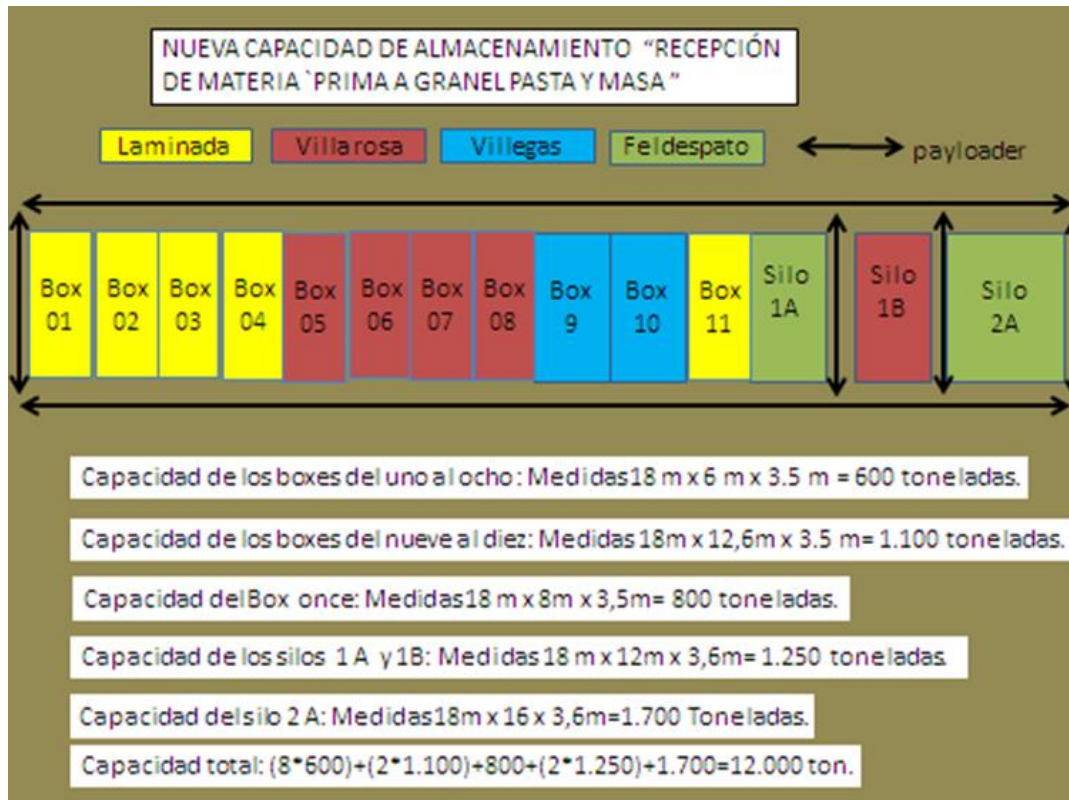 NUEVA CAPACIDAD DE ALMACENAMIENTO “RECEPCIÓN
DE MATERIA `PRIMA A GRANEL PASTA Y MASA”
Laminada Villarosa Villegas Feldespato payloader
Box Box Box Box Box Box Box Box Box Box Box Silo Silo Silo
01 02 03 04 05 06 07 08 9 10 11 1A 1B 2A
Capacidad de los boxes del uno al ocho: Medidas18 m x 6 m x 3.5 m = 600 toneladas.
Capacidad de los boxes del nueve al diez: Medidas 18m x 12,6m x 3.5 m= 1.100 toneladas.
Capacidad del Box once: Medidas18 m x 8m x 3,5m= 800 toneladas.
Capacidad de los silos 1 A y 1B: Medidas 18 m x 12m x 3,6m= 1.250 toneladas.
Capacidad del silo 2 A: Medidas18m x 16 x 3,6m=1.700 Toneladas.
Capacidad total: (8*600)+(2*1.100)+800+(2*1.250)+1.700=12.000 ton.